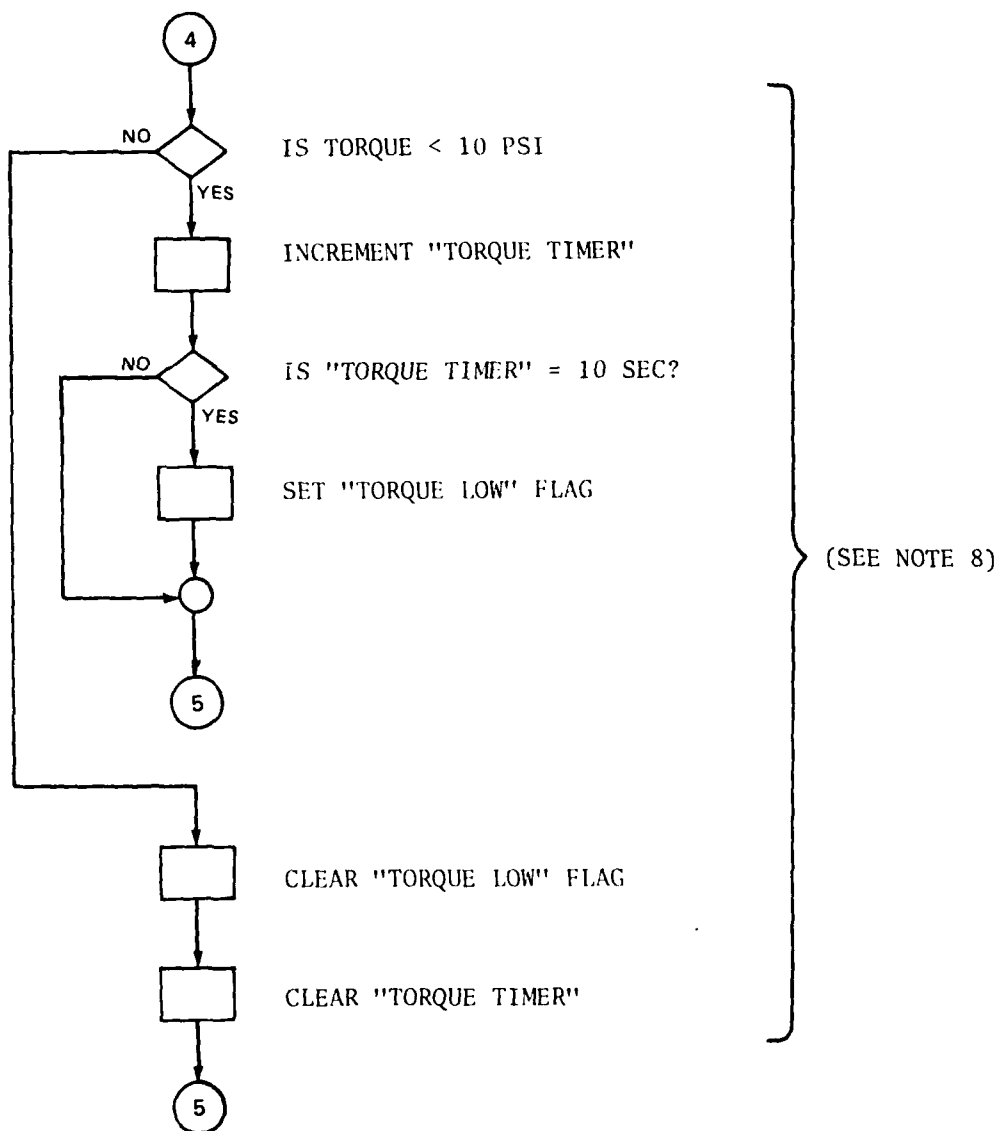 4
NO
IS TORQUE < 10 PSI
YES
INCREMENT "TORQUE TIMER"
NO
IS "TORQUE TIMER" = 10 SEC?
YES
SET "TORQUE LOW" FLAG
(SEE NOTE 8)
5
CLEAR "TORQUE LOW" FLAG
CLEAR "TORQUE TIMER"
5